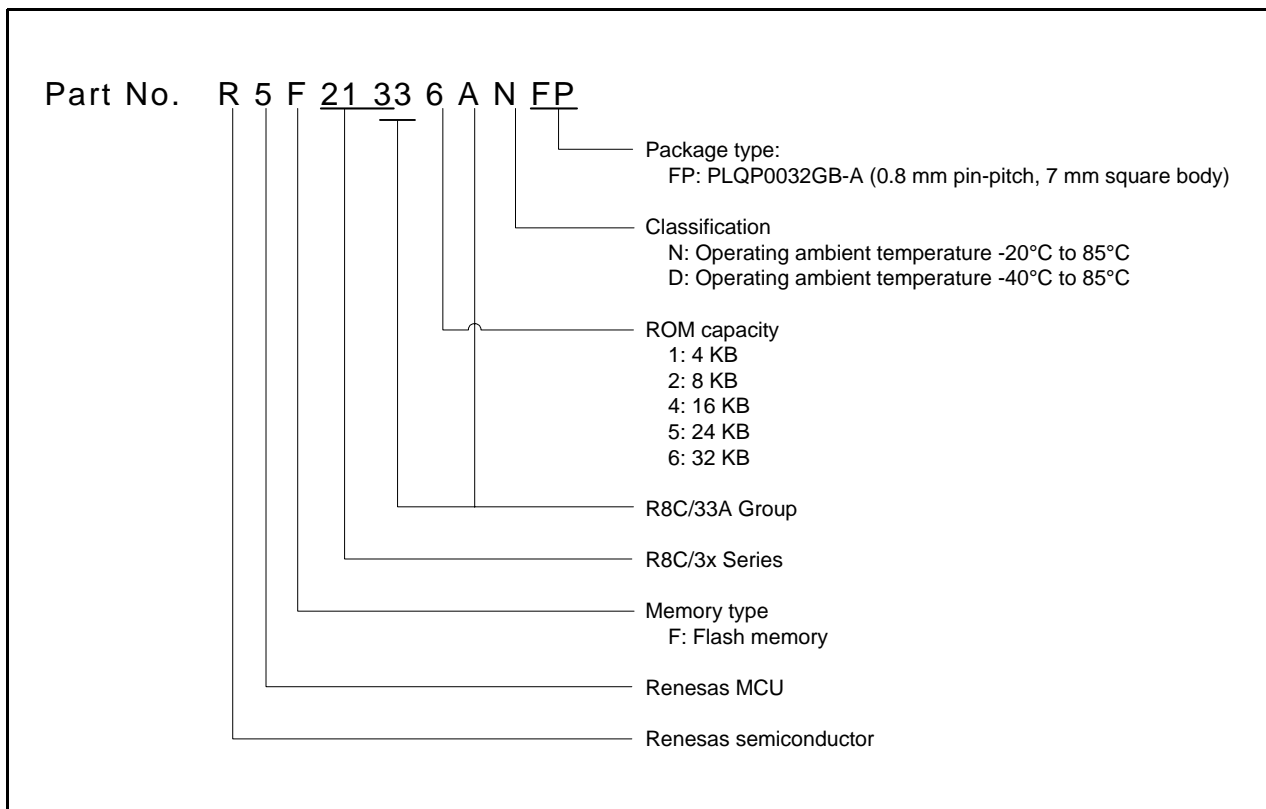 Part No. R 5 F 21 33 6 A N FP
Package type:
FP: PLQP0032GB-A (0.8 mm pin-pitch, 7 mm square body)
Classification
N: Operating ambient temperature -20°C to 85°C
D: Operating ambient temperature -40°C to 85°C
ROM capacity
1: 4 KB
2: 8 KB
4: 16 KB
5: 24 KB
6: 32 KB
R8C/33A Group
R8C/3x Series
Memory type
F: Flash memory
Renesas MCU
Renesas semiconductor